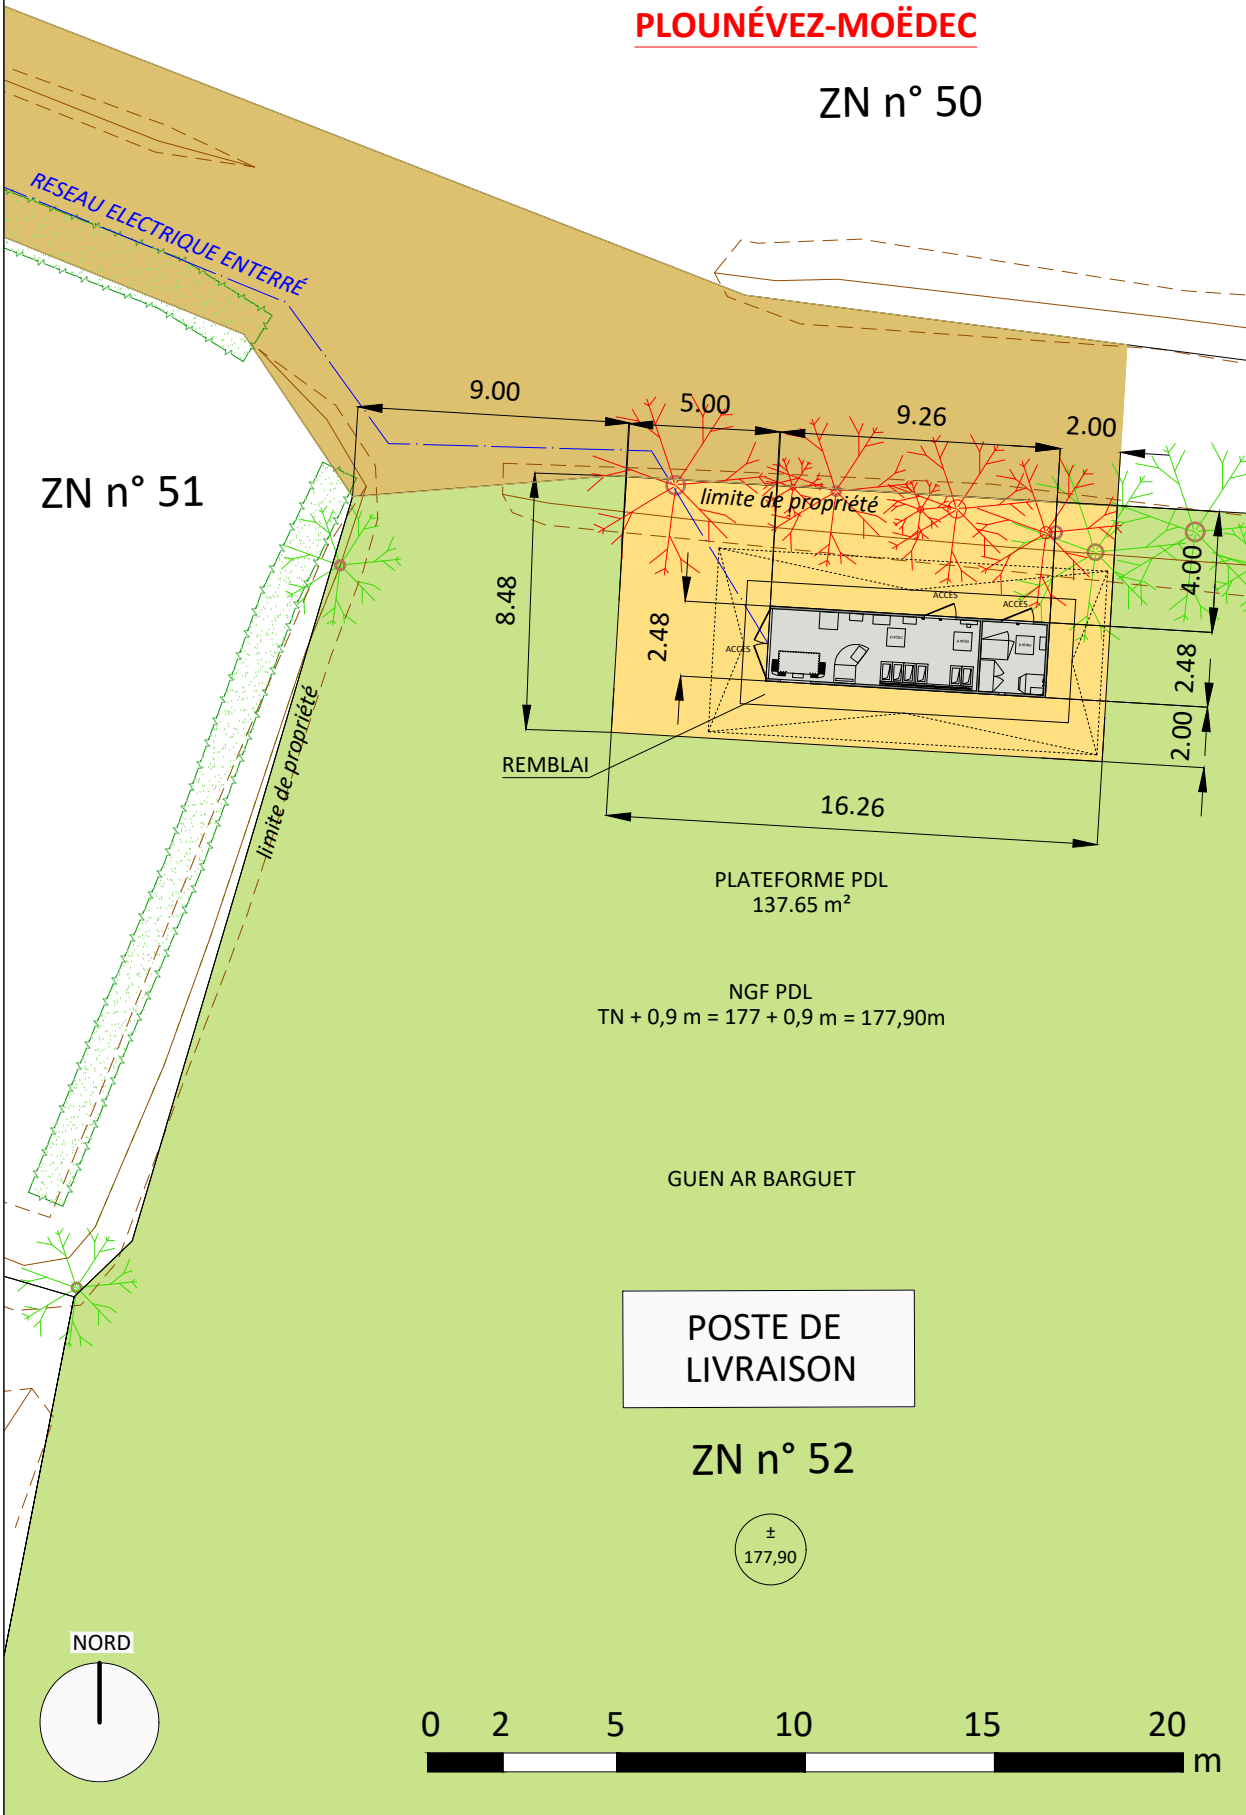 PLOUNÉVEZ-MOËDEC
ZN n° 50
RESEAU ELECTRIQUE ENTERRÉ
9.00
5.00
9.26
2.00
ZN n° 51
limite de propriété
8.48
2.48
4.00
ACCÈS
ACCÈS
ACCÈS
2.48
2.00
limite de propriété
REMBLAI
16.26
PLATEFORME PDL
137.65 m²
NGF PDL
TN + 0,9 m = 177 + 0,9 m = 177,90m
GUEN AR BARGUET
POSTE DE
LIVRAISON
ZN n° 52
±
177,90
NORD
0 2 5 10 15 20
m